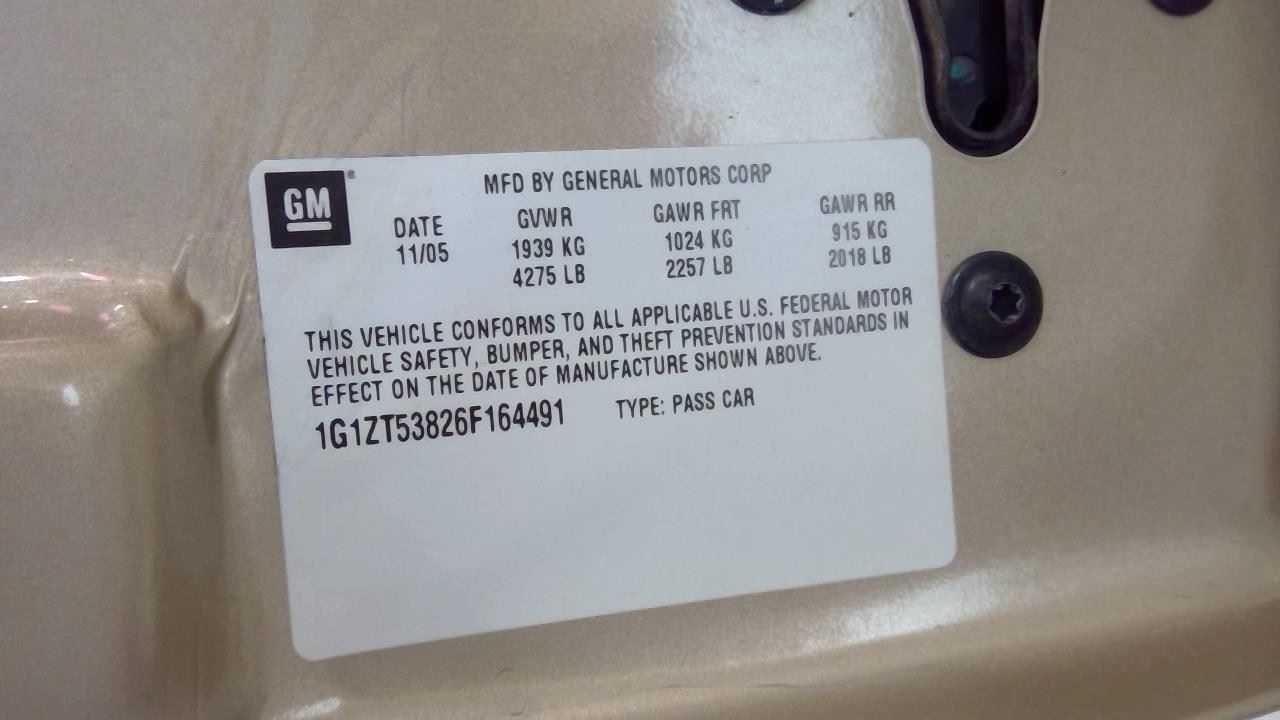 GM®
MFD BY GENERAL MOTORS CORP
DATE GVWR GAWR FRT GAWR RR
11/05 1939 KG 1024 KG 915 KG
4275 LB 2257 LB 2018 LB
THIS VEHICLE CONFORMS TO ALL APPLICABLE U.S. FEDERAL MOTOR
VEHICLE SAFETY, BUMPER, AND THEFT PREVENTION STANDARDS IN
EFFECT ON THE DATE OF MANUFACTURE SHOWN ABOVE.
1G1ZT53826F164491 TYPE: PASS CAR